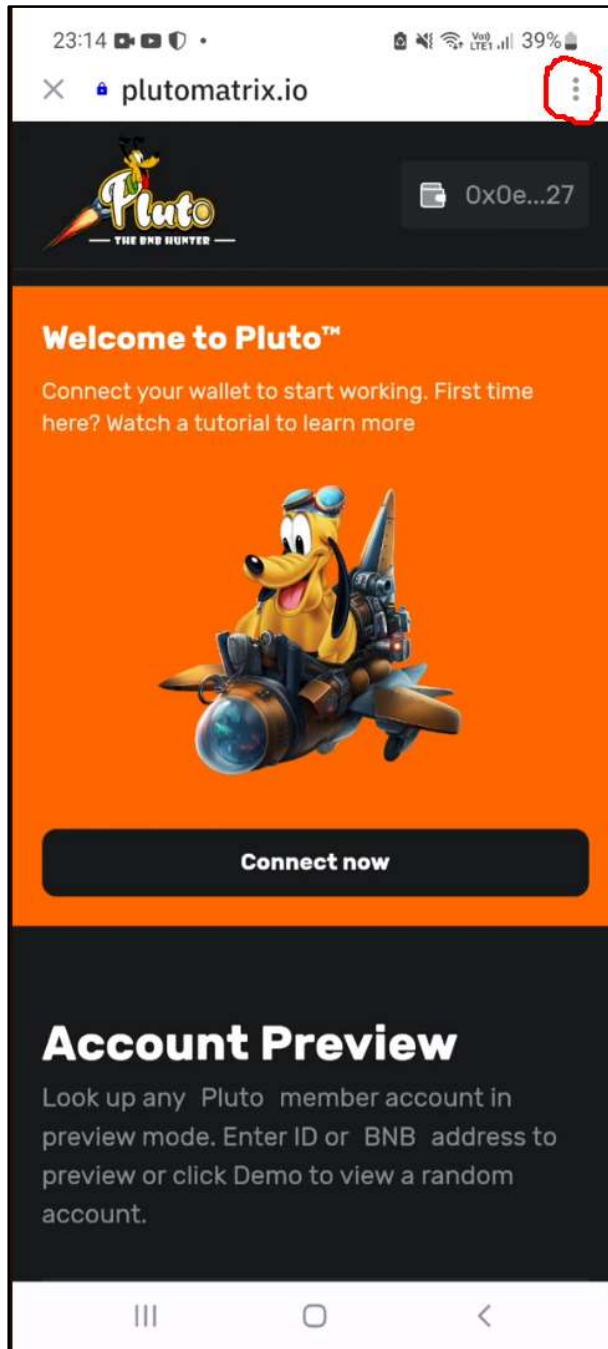 23:14 Vo) LTE1 39%
plutomatrix.io
Pluto
THE BNB HUNTER
0x0e...27
Welcome to Pluto™
Connect your wallet to start working. First time
here? Watch a tutorial to learn more
Connect now
Account Preview
Look up any Pluto member account in
preview mode. Enter ID or BNB address to
preview or click Demo to view a random
account.